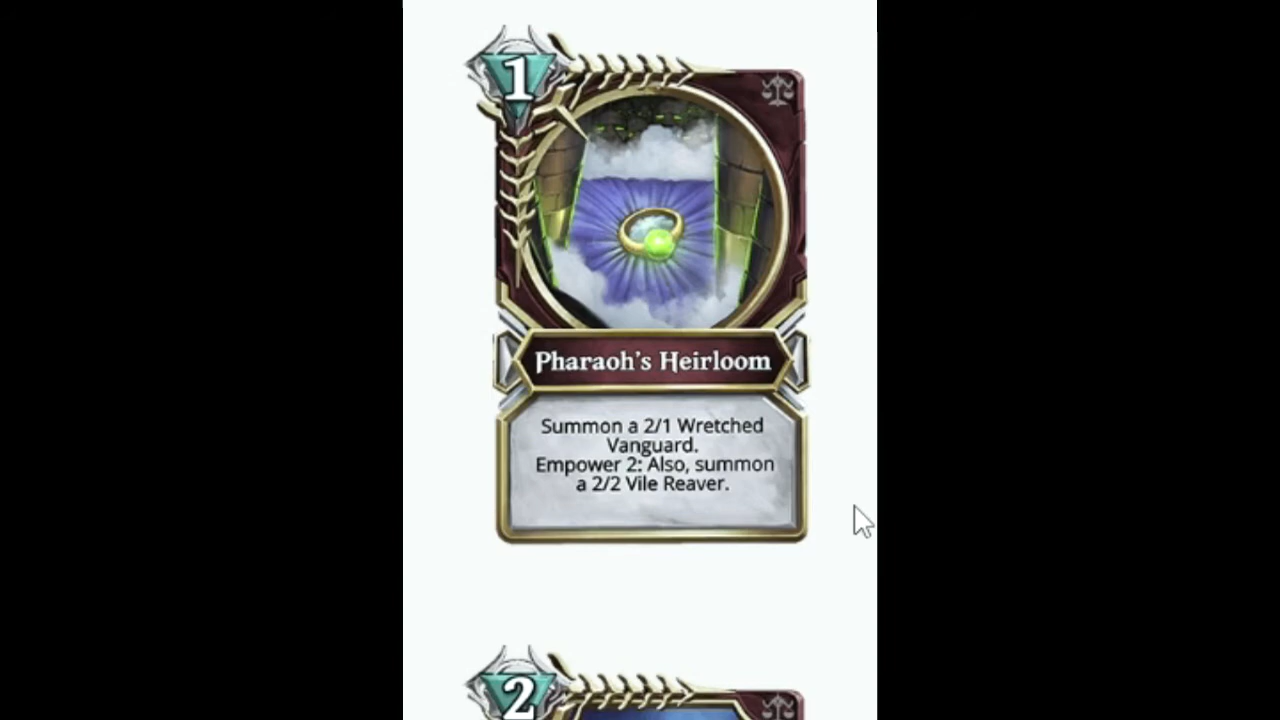 1
Pharaoh's Heirloom
Summon a 2/1 Wretched
Vanguard.
Empower 2: Also, summon
a 2/2 Vile Reaver.
2